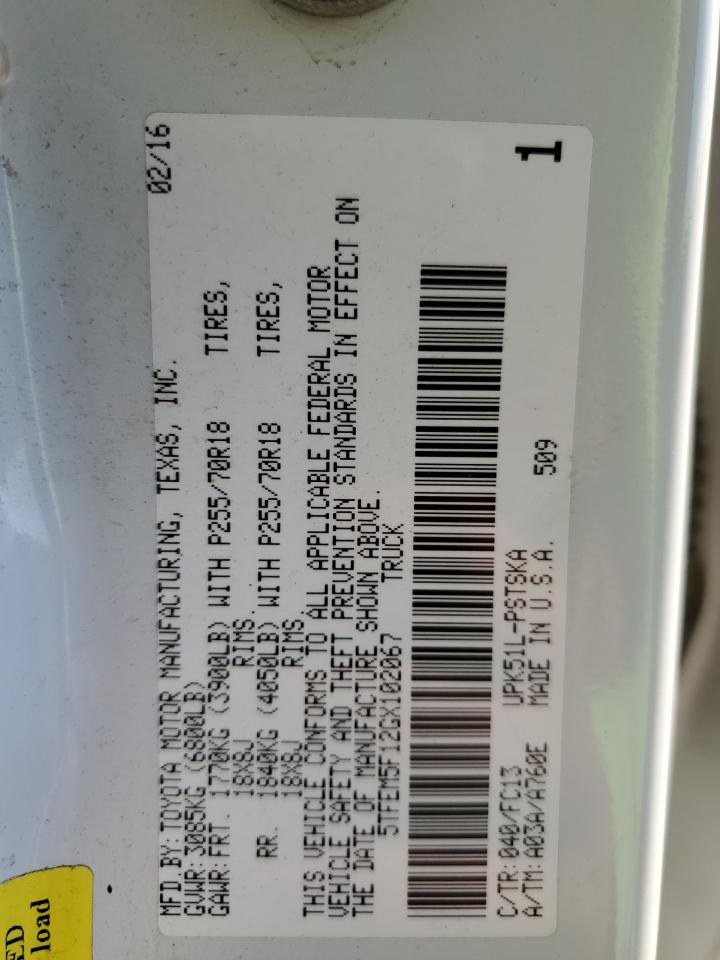 MFD.BY:TOYOTA MOTOR MANUFACTURING, TEXAS, INC. 02/16
GVWR:3085KG (6800LB)
GAWR:FRT. 1770KG (3900LB) WITH P255/70R18 TIRES,
18X8J RIMS,
RR. 1840KG (4050LB) WITH P255/70R18 TIRES,
18X8J RIMS,
THIS VEHICLE CONFORMS TO ALL APPLICABLE FEDERAL MOTOR
VEHICLE SAFETY AND THEFT PREVENTION STANDARDS IN EFFECT ON
THE DATE OF MANUFACTURE SHOWN ABOVE.
5TFEM5F12GX102067 TRUCK
C/TR:040/FC13 UPK51L-PSTSKA
A/TM:A03A/A760E MADE IN U.S.A. 509
1
ED
load